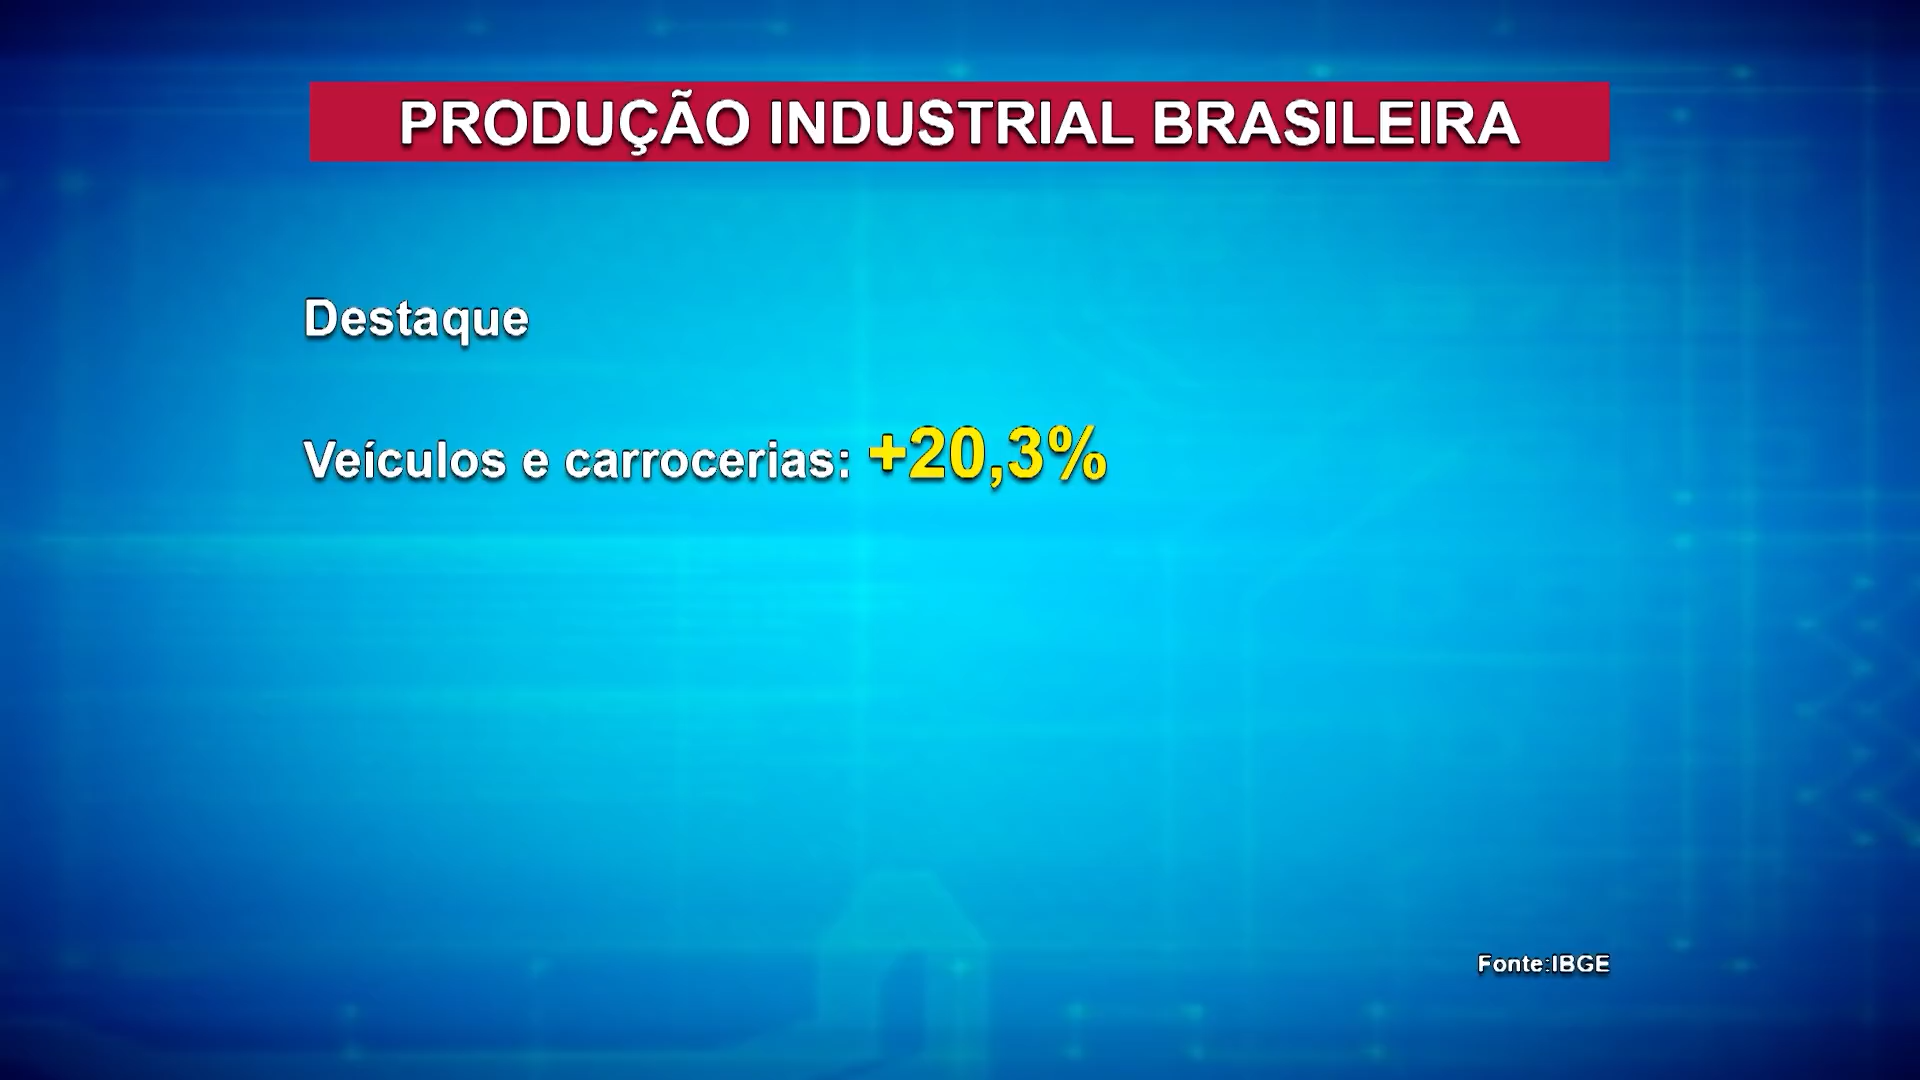 PRODUÇÃO INDUSTRIAL BRASILEIRA
Destaque
Veículos e carrocerias: +20,3%
Fonte:IBGE